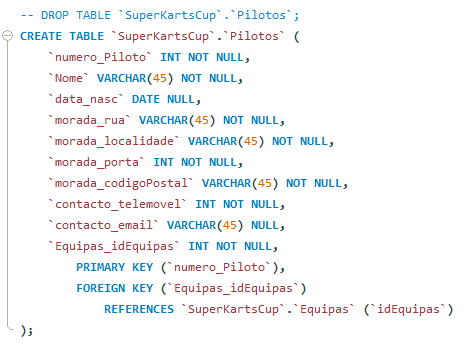 -- DROP TABLE `SuperKartsCup`.`Pilotos`;
CREATE TABLE `SuperKartsCup`.`Pilotos` (
`numero_Piloto` INT NOT NULL,
`Nome` VARCHAR(45) NOT NULL,
`data_nasc` DATE NULL,
`morada_rua` VARCHAR(45) NOT NULL,
`morada_localidade` VARCHAR(45) NOT NULL,
`morada_porta` INT NOT NULL,
`morada_codigoPostal` VARCHAR(45) NOT NULL,
`contacto_telemovel` INT NOT NULL,
`contacto_email` VARCHAR(45) NULL,
`Equipas_idEquipas` INT NOT NULL,
PRIMARY KEY (`numero_Piloto`),
FOREIGN KEY (`Equipas_idEquipas`)
REFERENCES `SuperKartsCup`.`Equipas` (`idEquipas`)
);